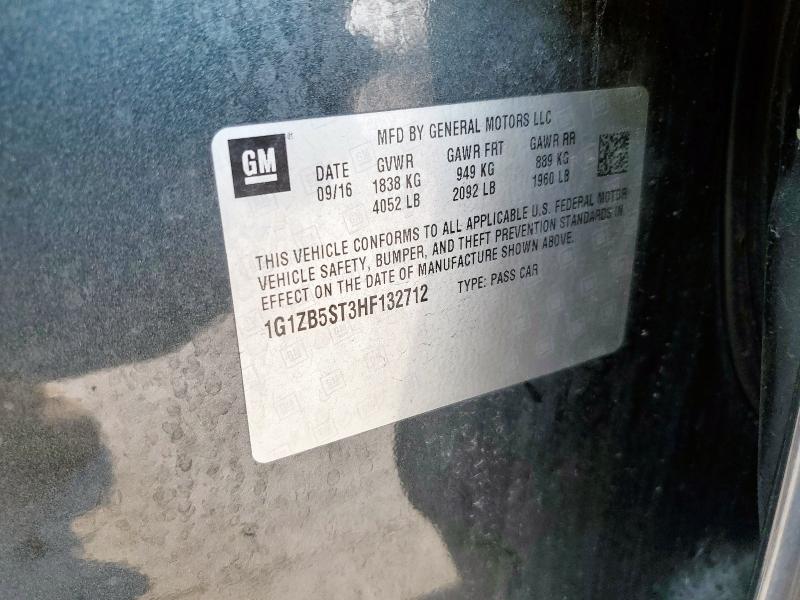 GM
MFD BY GENERAL MOTORS LLC
DATE GVWR GAWR FRT GAWR RR
09/16 1838 KG 949 KG 889 KG
4052 LB 2092 LB 1960 LB
THIS VEHICLE CONFORMS TO ALL APPLICABLE U.S. FEDERAL MOTOR
VEHICLE SAFETY, BUMPER, AND THEFT PREVENTION STANDARDS IN
EFFECT ON THE DATE OF MANUFACTURE SHOWN ABOVE.
1G1ZB5ST3HF132712 TYPE: PASS CAR